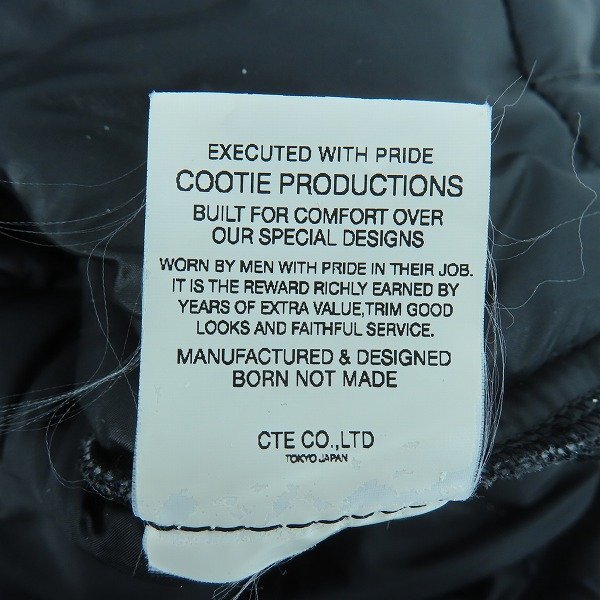 EXECUTED WITH PRIDE
COOTIE PRODUCTIONS
BUILT FOR COMFORT OVER
OUR SPECIAL DESIGNS
WORN BY MEN WITH PRIDE IN THEIR JOB.
IT IS THE REWARD RICHLY EARNED BY
YEARS OF EXTRA VALUE,TRIM GOOD
LOOKS AND FAITHFUL SERVICE.
MANUFACTURED & DESIGNED
BORN NOT MADE
CTE CO.,LTD
TOKYO JAPAN